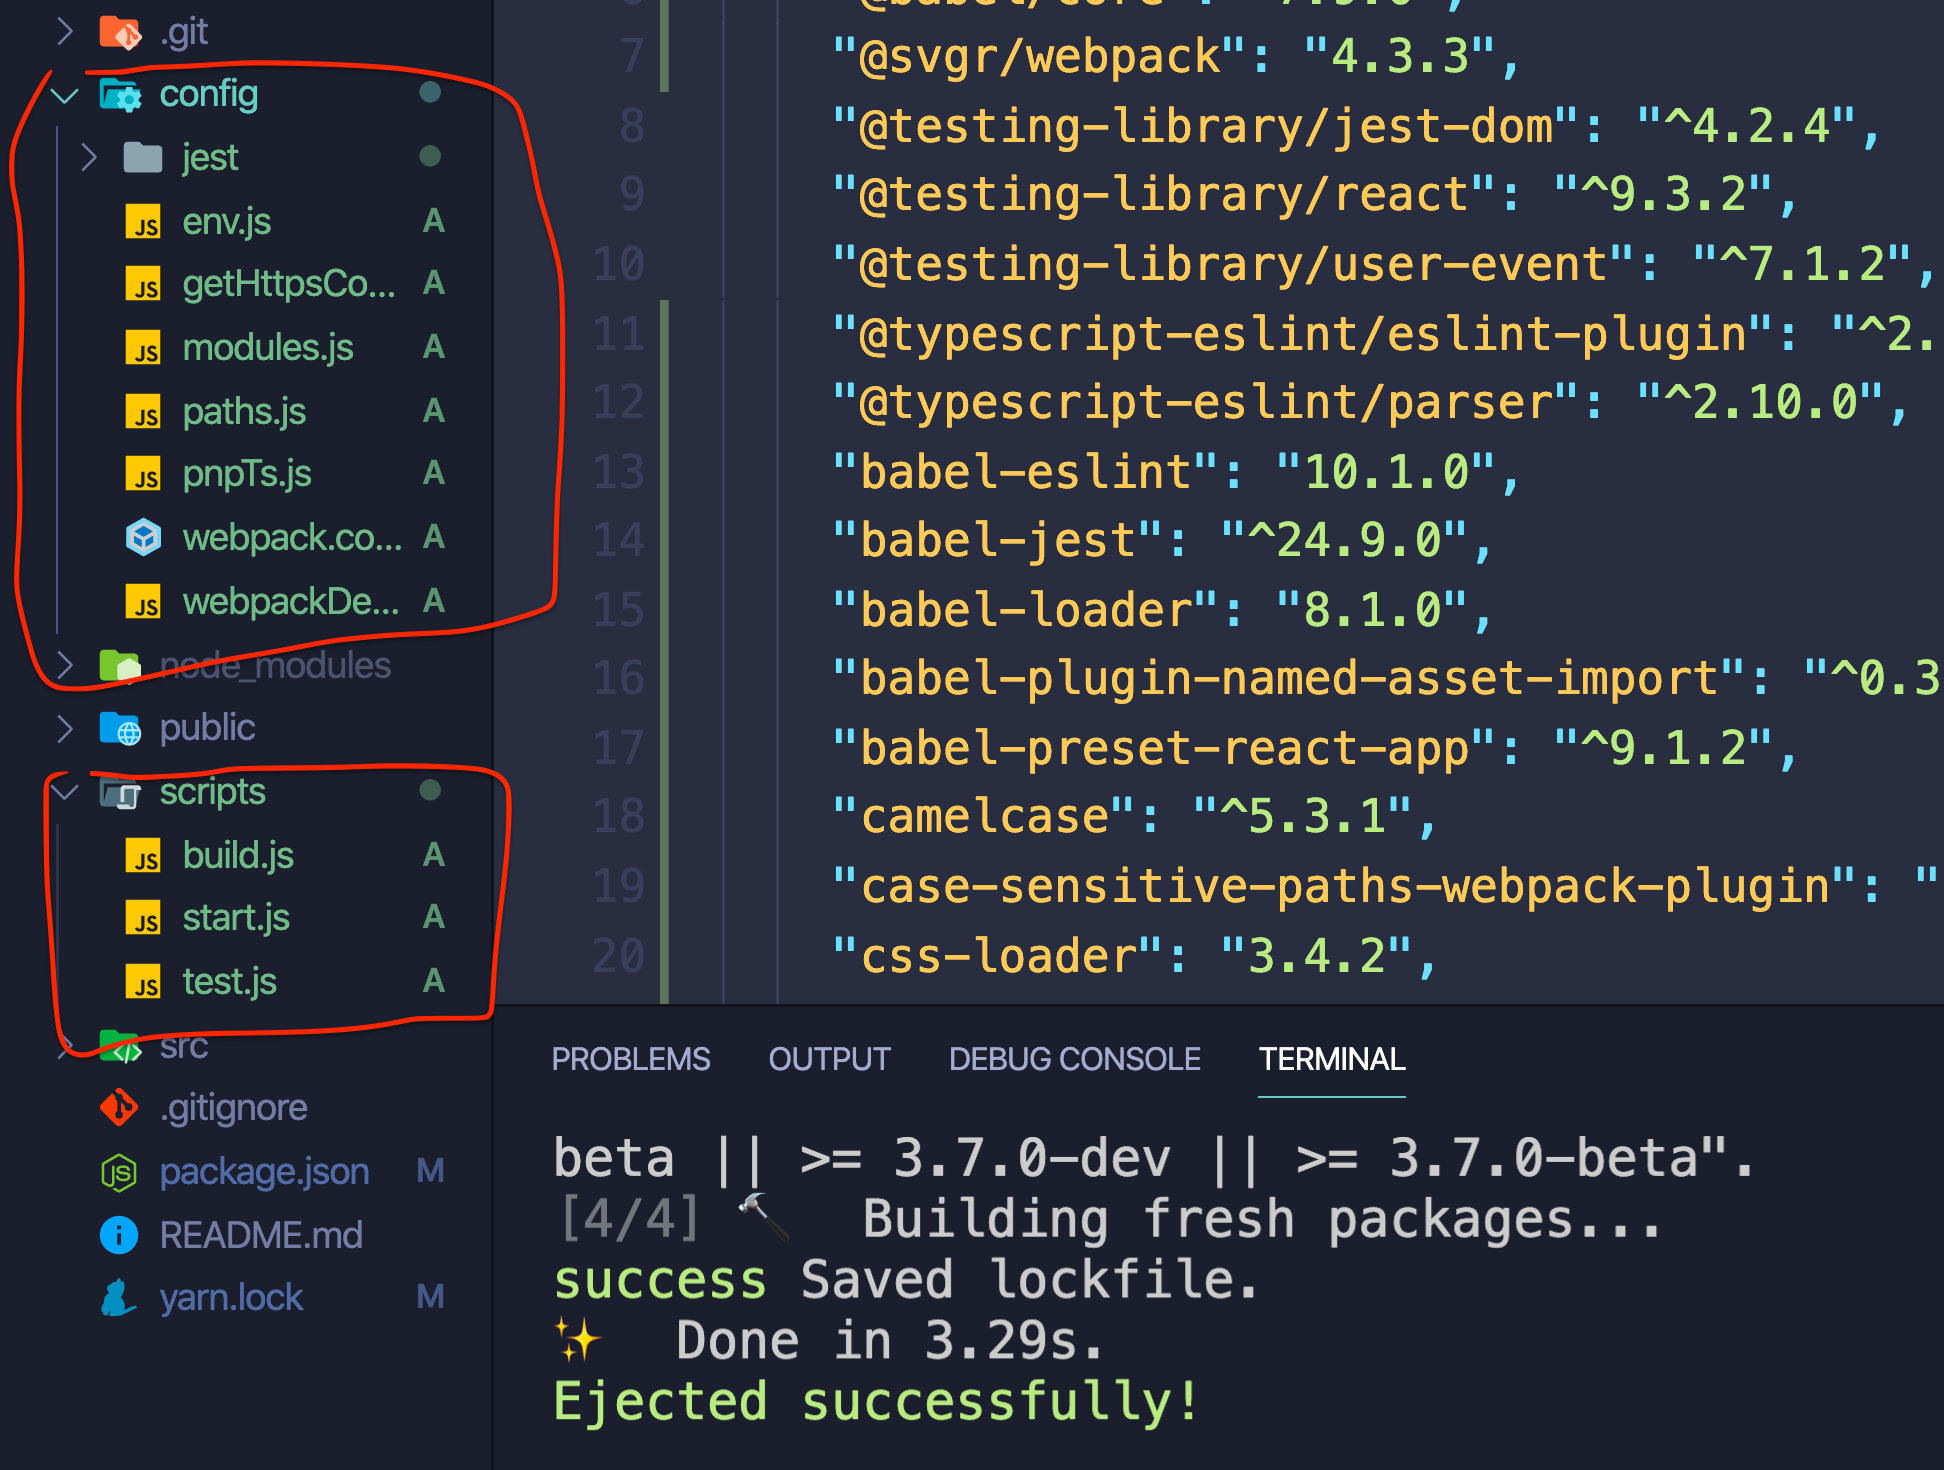 .git
config
jest
env.js A
getHttpsCo... A
modules.js A
paths.js A
pnpTs.js A
webpack.co... A
webpackDe... A
node_modules
public
scripts
build.js A
start.js A
test.js A
src
.gitignore
package.json M
README.md
yarn.lock M
7 "@svgr/webpack": "4.3.3",
8 "@testing-library/jest-dom": "^4.2.4",
9 "@testing-library/react": "^9.3.2",
10 "@testing-library/user-event": "^7.1.2",
11 "@typescript-eslint/eslint-plugin": "^2.
12 "@typescript-eslint/parser": "^2.10.0",
13 "babel-eslint": "10.1.0",
14 "babel-jest": "^24.9.0",
15 "babel-loader": "8.1.0",
16 "babel-plugin-named-asset-import": "^0.3
17 "babel-preset-react-app": "^9.1.2",
18 "camelcase": "^5.3.1",
19 "case-sensitive-paths-webpack-plugin": "
20 "css-loader": "3.4.2",
PROBLEMS OUTPUT DEBUG CONSOLE TERMINAL
beta || >= 3.7.0-dev || >= 3.7.0-beta".
[4/4] 🔨 Building fresh packages...
success Saved lockfile.
✨ Done in 3.29s.
Ejected successfully!